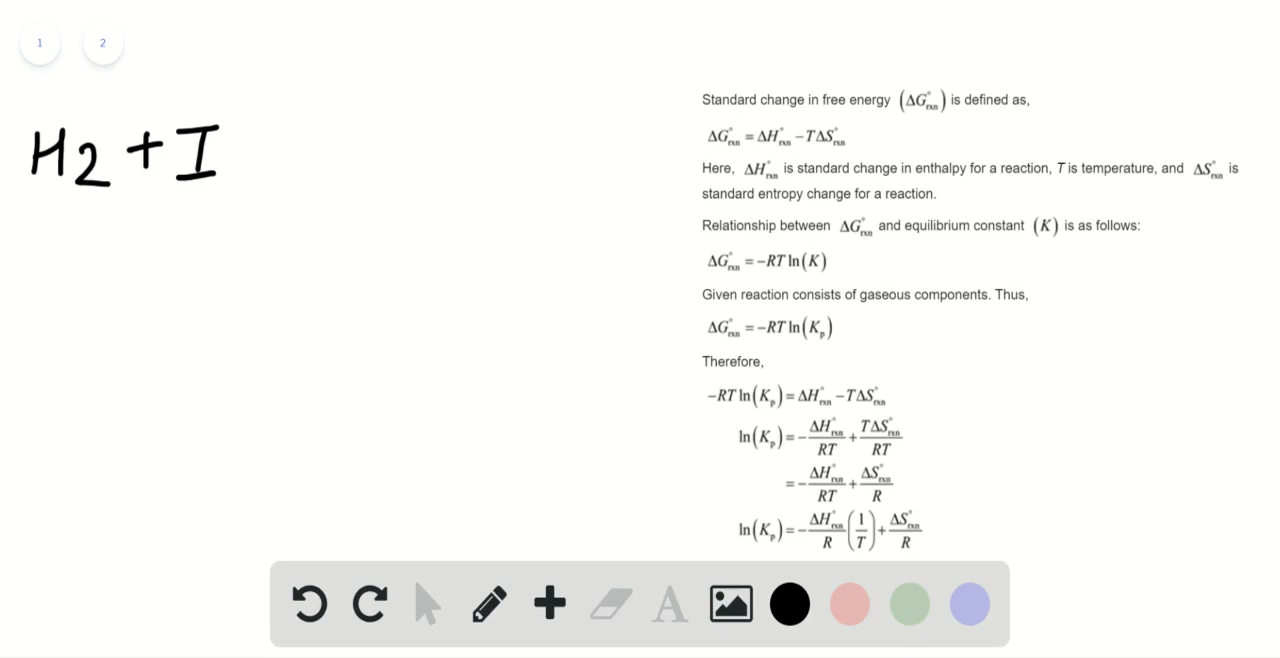 1 2
H2 + I
Standard change in free energy (ΔG°rxn) is defined as,
ΔG°rxn = ΔH°rxn − TΔS°rxn
Here, ΔH°rxn is standard change in enthalpy for a reaction, T is temperature, and ΔS°rxn is
standard entropy change for a reaction.
Relationship between ΔG°rxn and equilibrium constant (K) is as follows:
ΔG°rxn = −RT ln(K)
Given reaction consists of gaseous components. Thus,
ΔG°rxn = −RT ln(Kp)
Therefore,
−RT ln(Kp) = ΔH°rxn − TΔS°rxn
ln(Kp) = −ΔH°rxn/RT + TΔS°rxn/RT
= −ΔH°rxn/RT + ΔS°rxn/R
ln(Kp) = −ΔH°rxn/R (1/T) + ΔS°rxn/R
A